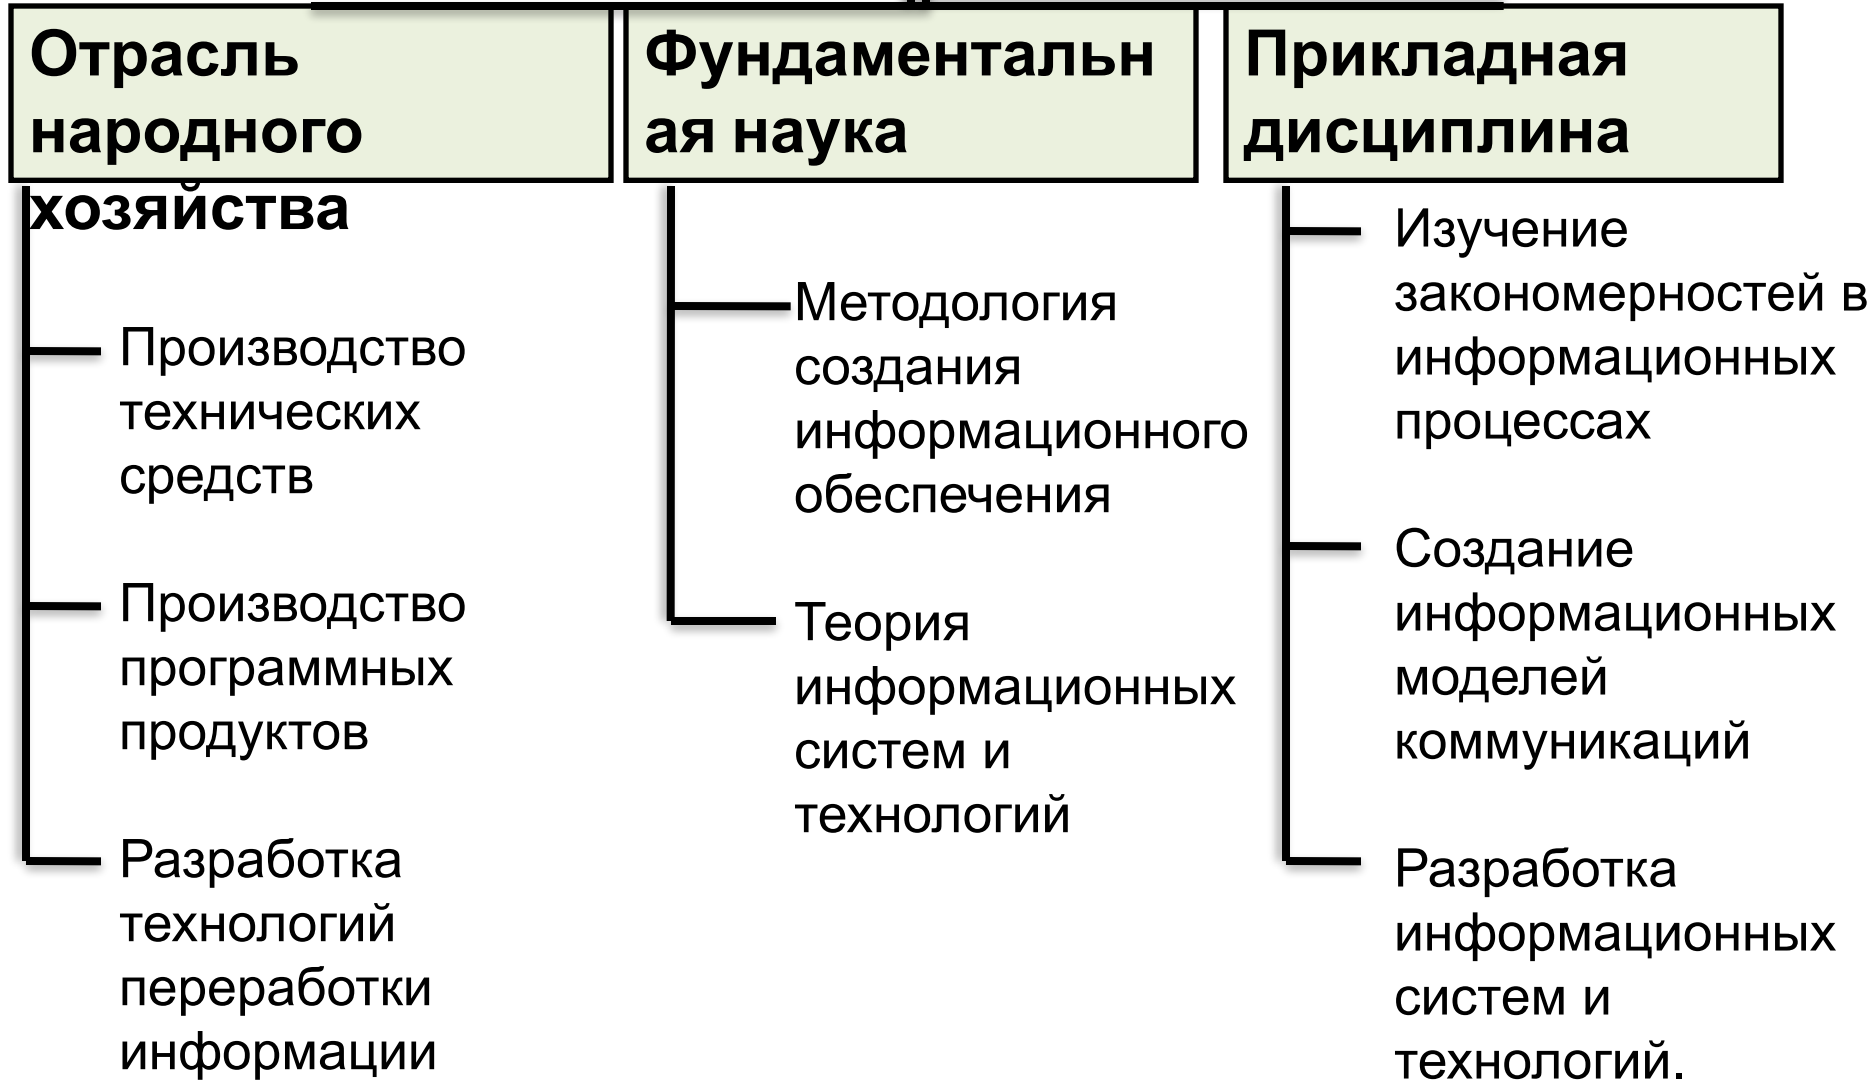 Отрасль
народного
хозяйства
Производство
технических
средств
Производство
программных
продуктов
Разработка
технологий
переработки
информации
Фундаментальн
ая наука
Методология
создания
информационного
обеспечения
Теория
информационных
систем и
технологий
Прикладная
дисциплина
Изучение
закономерностей в
информационных
процессах
Создание
информационных
моделей
коммуникаций
Разработка
информационных
систем и
технологий.